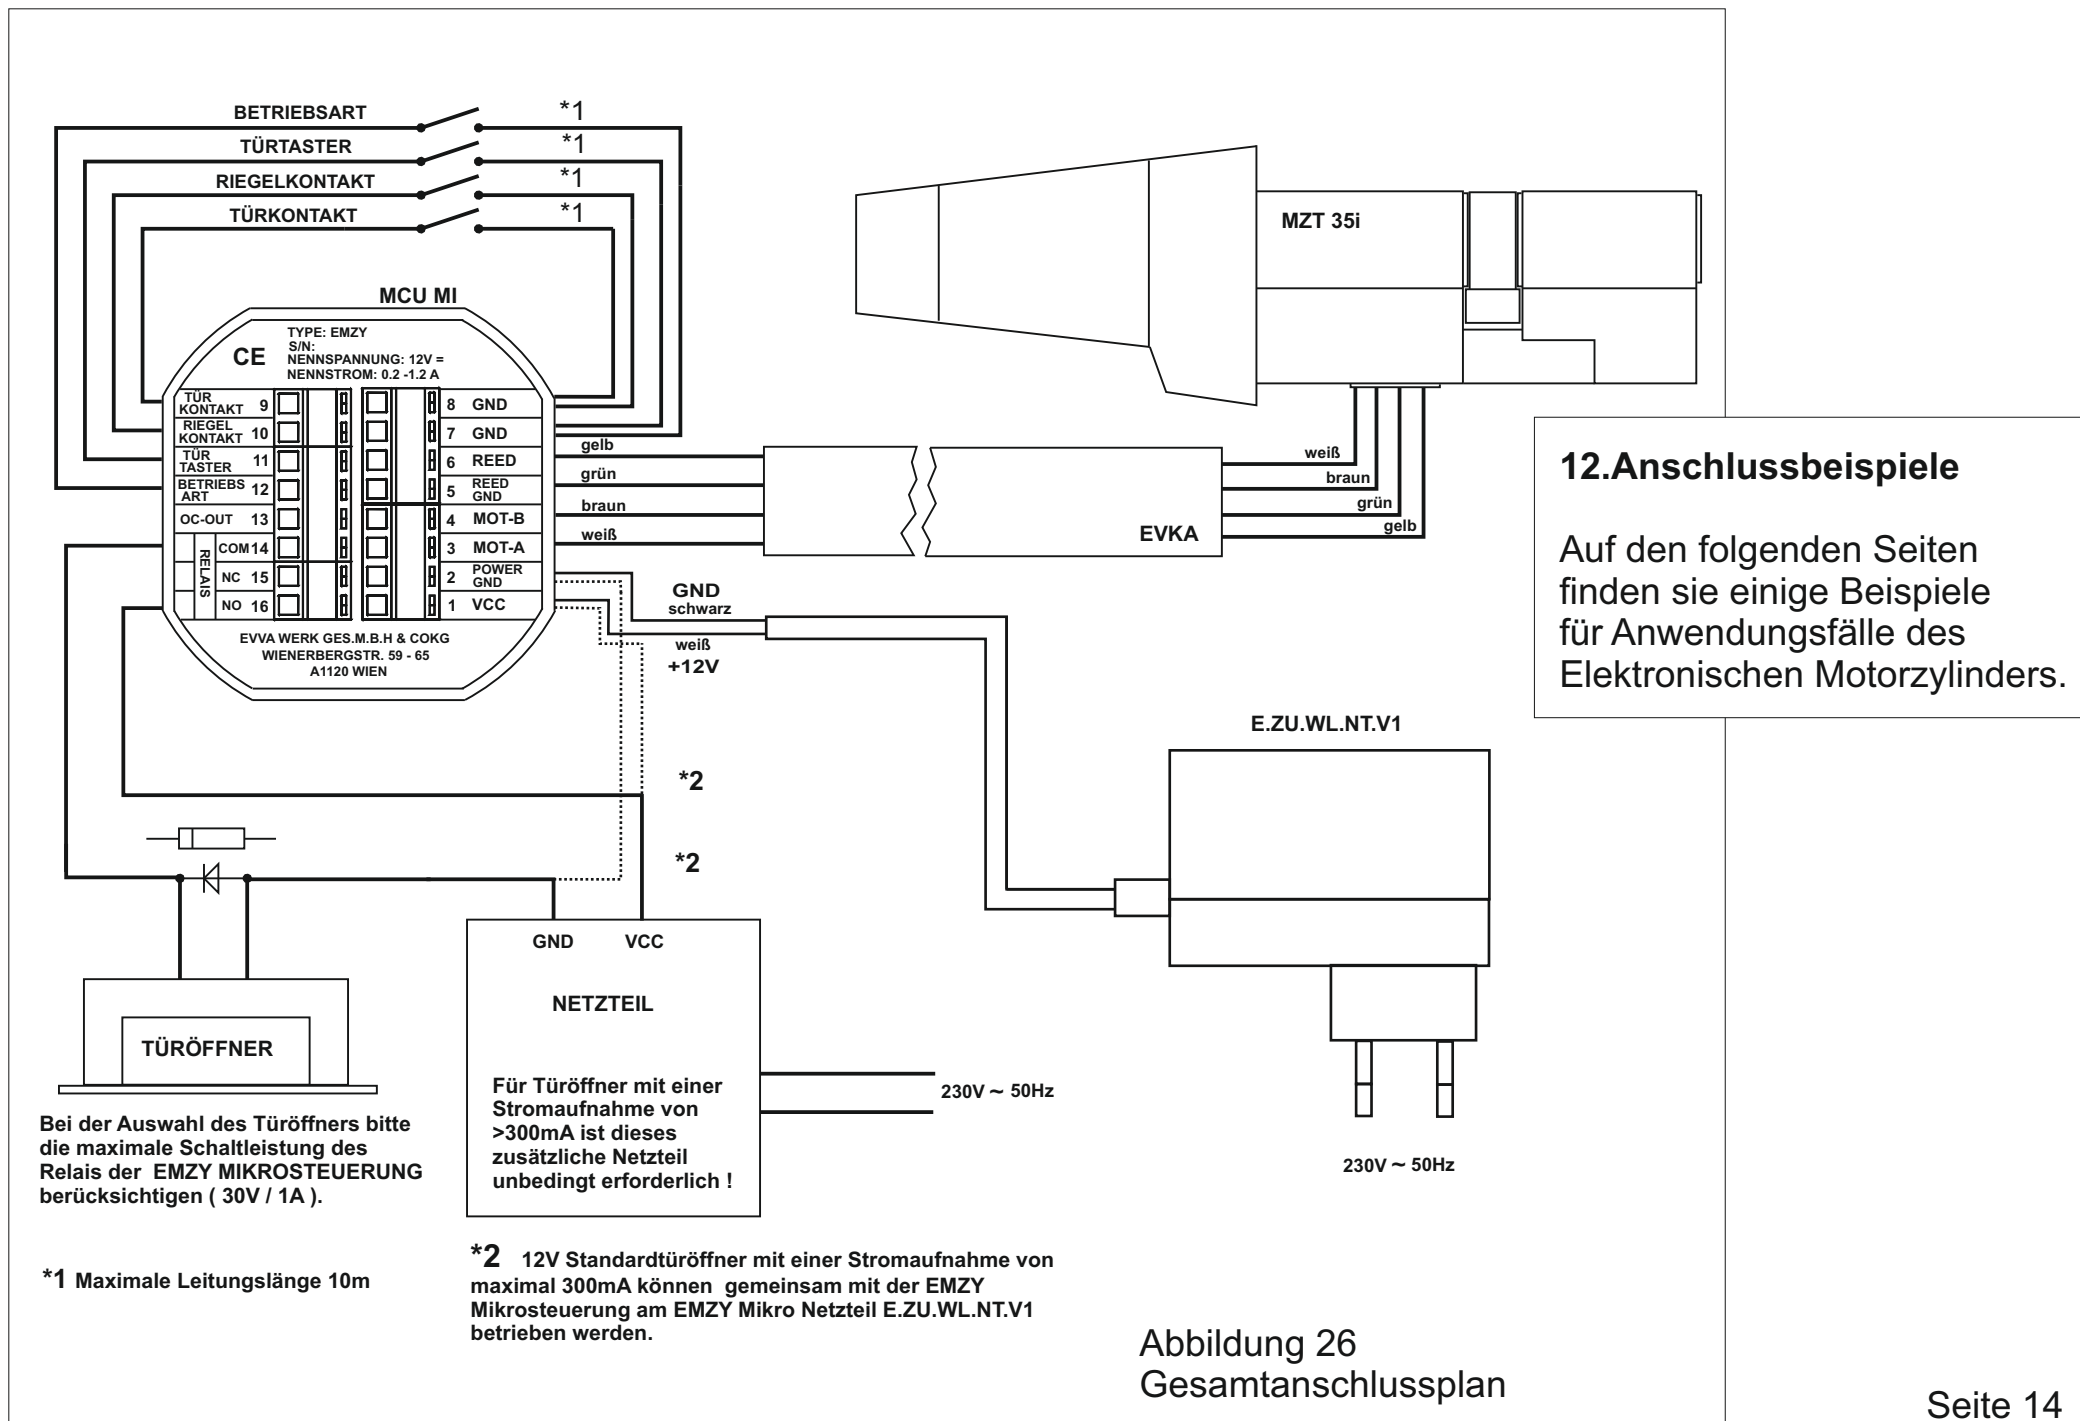 BETRIEBSART *1
TÜRTASTER *1
RIEGELKONTAKT *1
TÜRKONTAKT *1
MCU MI
TYPE: EMZY
S/N:
NENNSPANNUNG: 12V =
NENNSTROM: 0.2 -1.2 A
CE
TÜR
KONTAKT 9
RIEGEL
KONTAKT 10
TÜR
TASTER 11
BETRIEBS
ART 12
OC-OUT 13
RELAIS
COM 14
NC 15
NO 16
8 GND
7 GND
6 REED
5 REED
GND
4 MOT-B
3 MOT-A
2 POWER
GND
1 VCC
EVVA WERK GES.M.B.H & COKG
WIENERBERGSTR. 59 - 65
A1120 WIEN
gelb
grün
braun
weiß
EVKA
weiß
braun
grün
gelb
MZT 35i
GND
schwarz
weiß
+12V
*2
*2
E.ZU.WL.NT.V1
230V ~ 50Hz
TÜRÖFFNER
Bei der Auswahl des Türöffners bitte
die maximale Schaltleistung des
Relais der EMZY MIKROSTEUERUNG
berücksichtigen ( 30V / 1A ).
*1 Maximale Leitungslänge 10m
GND VCC
NETZTEIL
Für Türöffner mit einer
Stromaufnahme von
>300mA ist dieses
zusätzliche Netzteil
unbedingt erforderlich !
230V ~ 50Hz
*2 12V Standardtüröffner mit einer Stromaufnahme von
maximal 300mA können gemeinsam mit der EMZY
Mikrosteuerung am EMZY Mikro Netzteil E.ZU.WL.NT.V1
betrieben werden.
Abbildung 26
Gesamtanschlussplan
12.Anschlussbeispiele
Auf den folgenden Seiten
finden sie einige Beispiele
für Anwendungsfälle des
Elektronischen Motorzylinders.
Seite 14